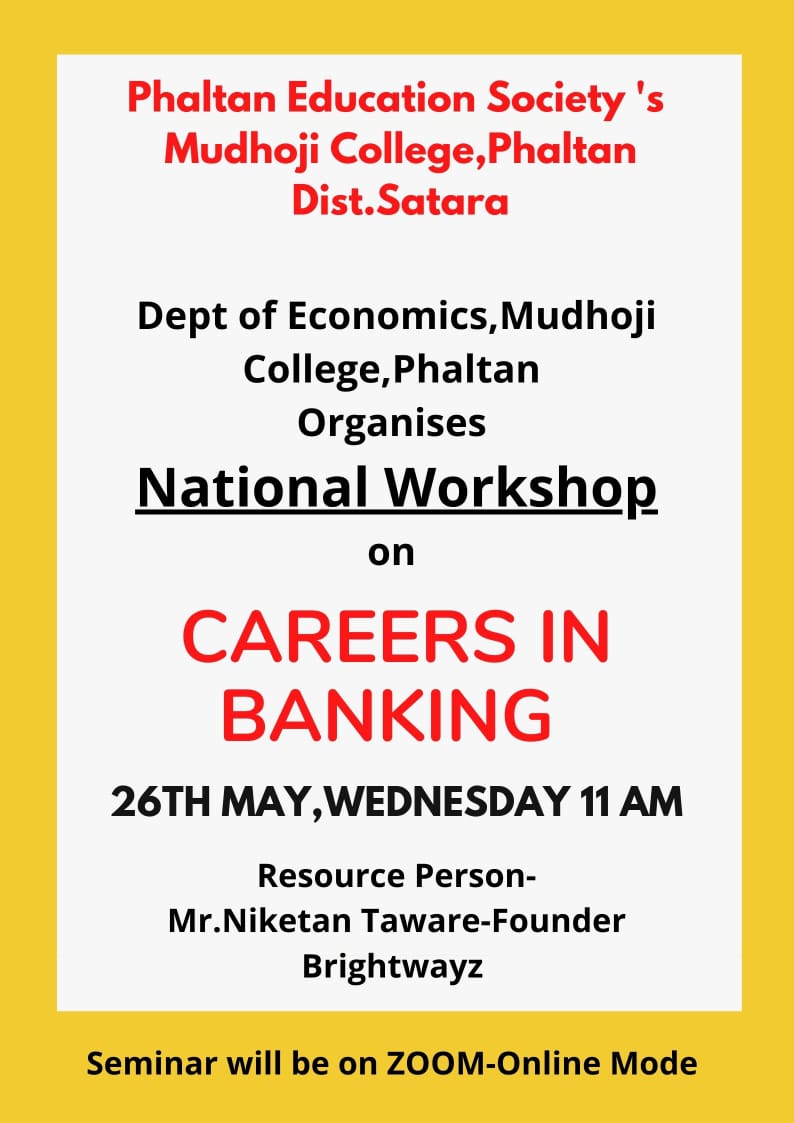 Phaltan Education Society 's
Mudhoji College,Phaltan
Dist.Satara
Dept of Economics,Mudhoji
College,Phaltan
Organises
National Workshop
on
CAREERS IN
BANKING
26TH MAY,WEDNESDAY 11 AM
Resource Person-
Mr.Niketan Taware-Founder
Brightwayz
Seminar will be on ZOOM-Online Mode